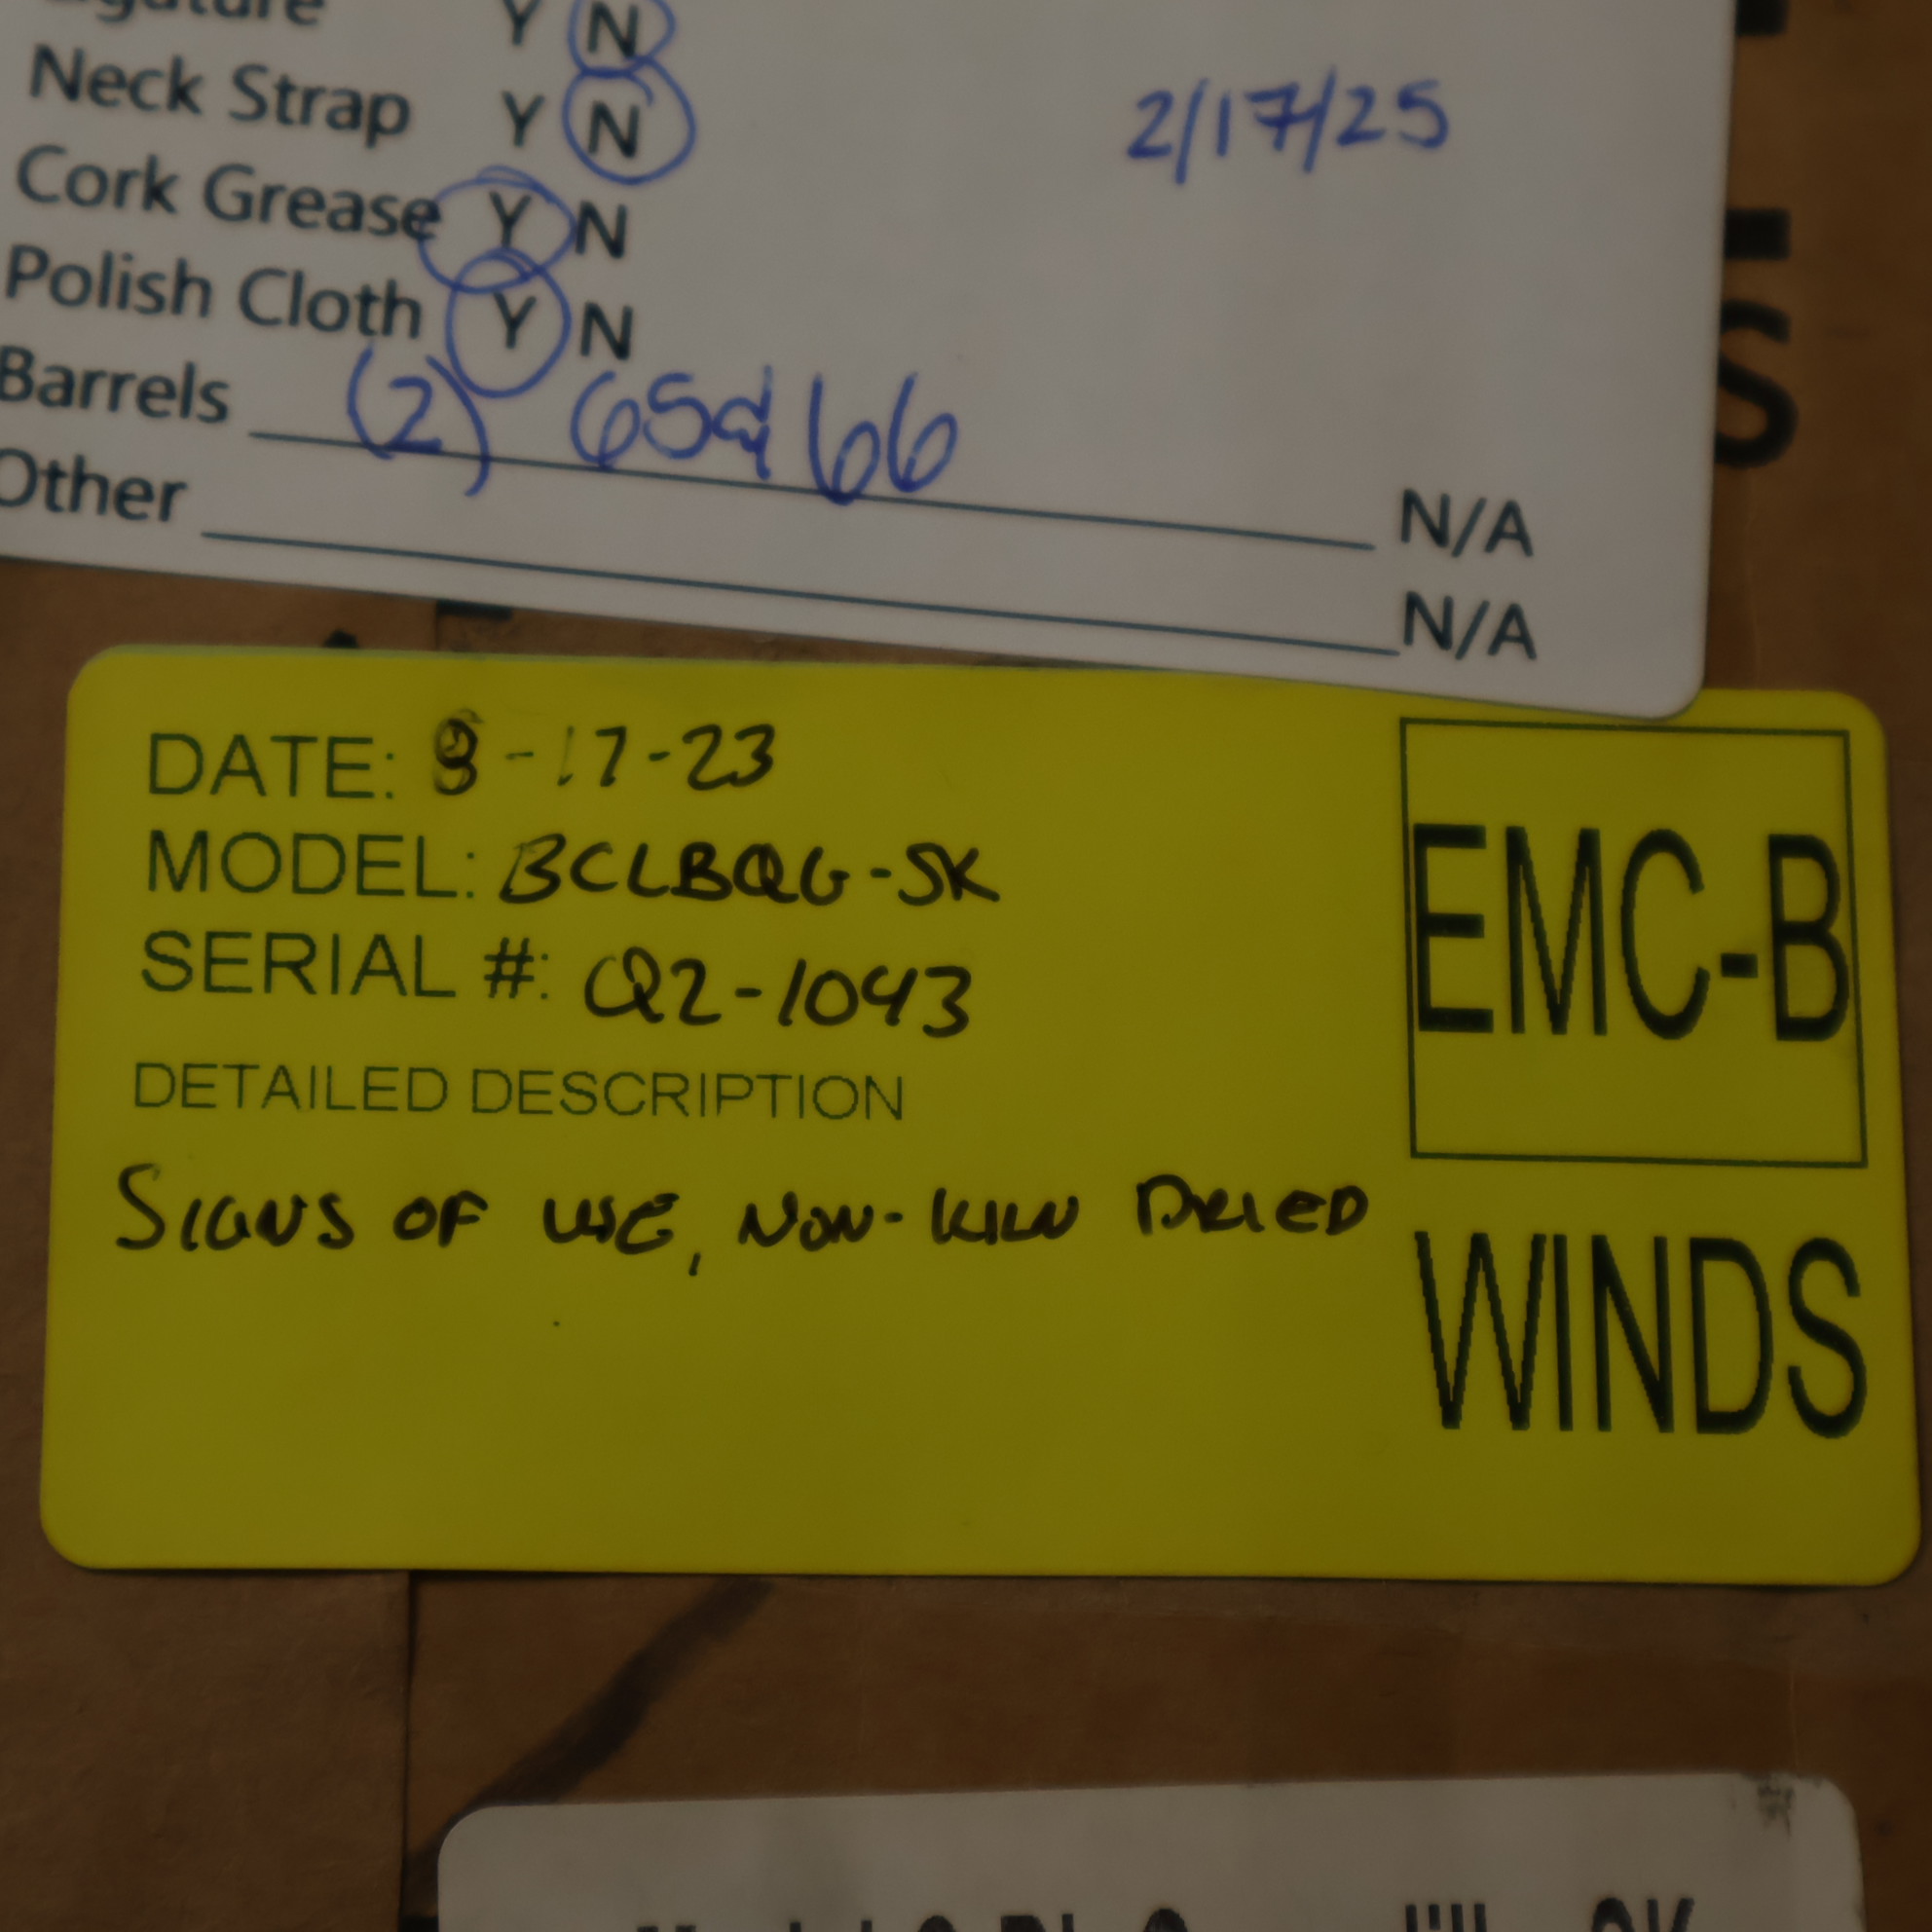 Neck Strap Y N
2/17/25
Cork Grease Y N
Polish Cloth Y N
Barrels (2) 65 & 66 N/A
Other N/A
DATE: 8-17-23
MODEL: BCLBQG-SK
SERIAL #: Q2-1043
DETAILED DESCRIPTION
SIGNS OF USE, NON-KILN DRIED
EMC-B
WINDS